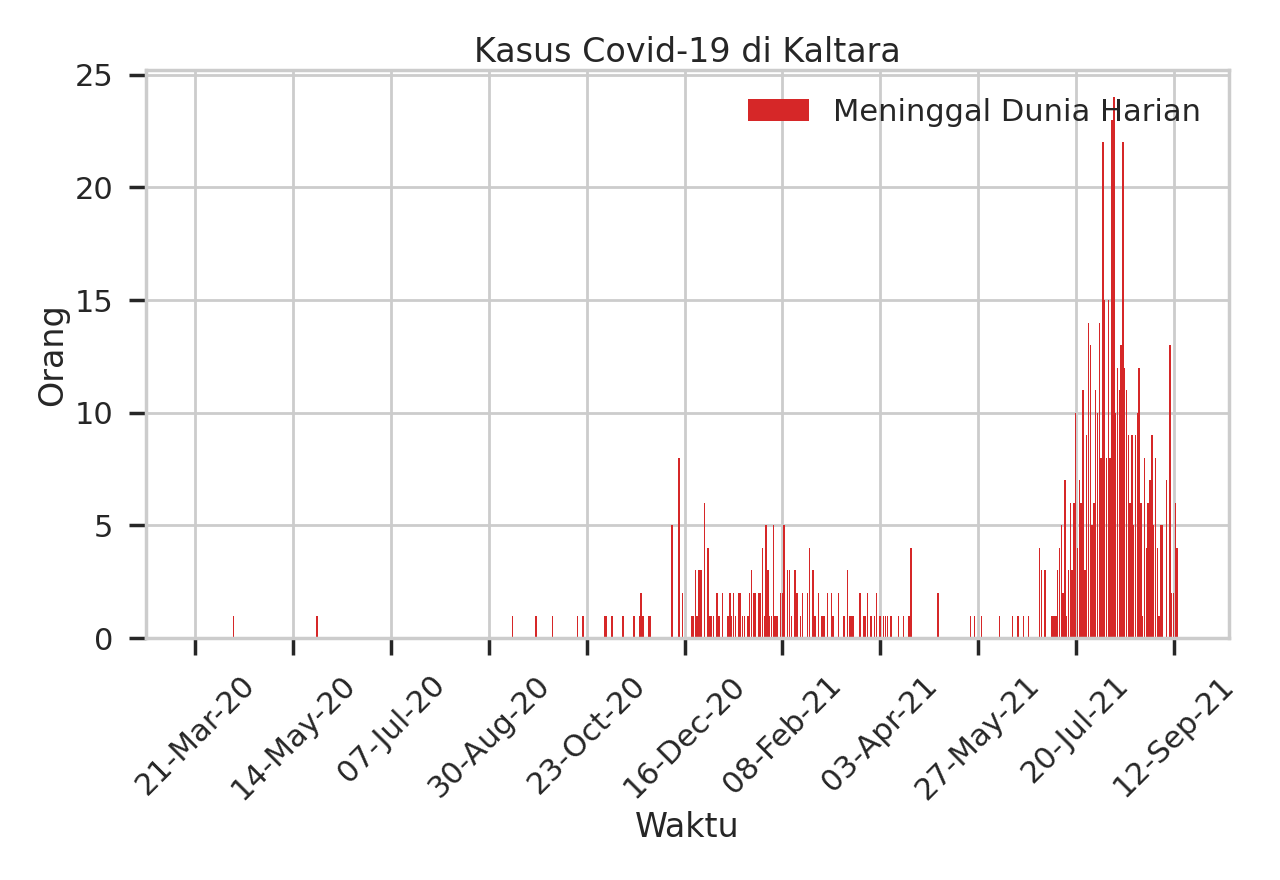 Kasus Covid-19 di Kaltara
Meninggal Dunia Harian
Orang
25
20
15
10
5
0
21-Mar-20
14-May-20
07-Jul-20
30-Aug-20
23-Oct-20
16-Dec-20
08-Feb-21
03-Apr-21
27-May-21
20-Jul-21
12-Sep-21
Waktu